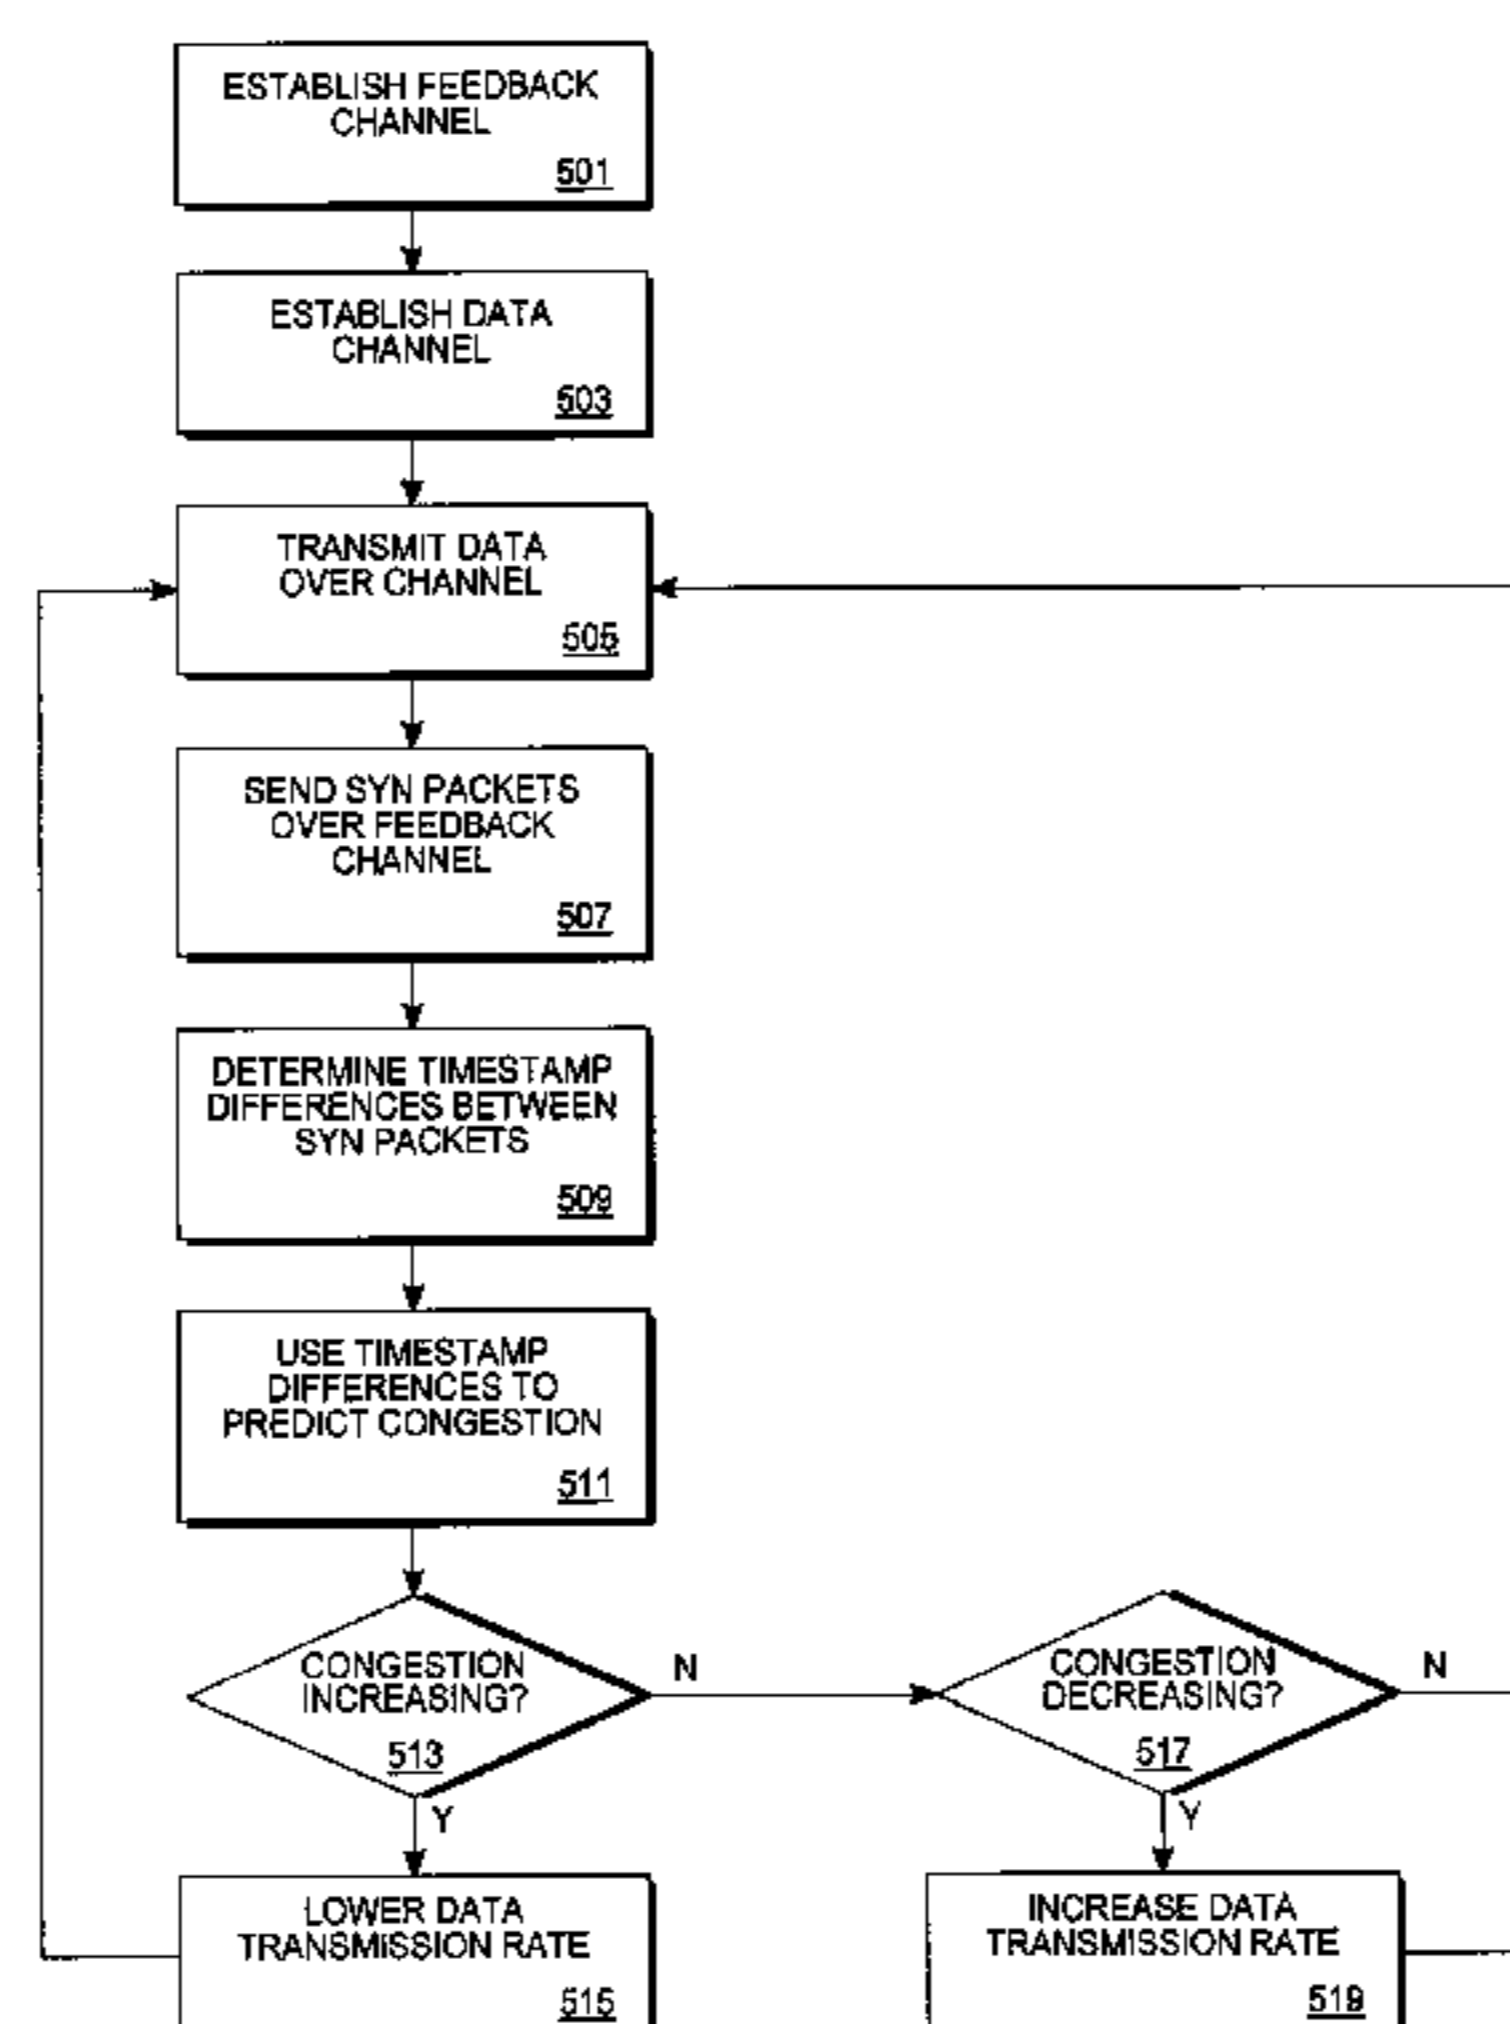 ESTABLISH FEEDBACK
CHANNEL
501
ESTABLISH DATA
CHANNEL
503
TRANSMIT DATA
OVER CHANNEL
505
SEND SYN PACKETS
OVER FEEDBACK
CHANNEL
507
DETERMINE TIMESTAMP
DIFFERENCES BETWEEN
SYN PACKETS
509
USE TIMESTAMP
DIFFERENCES TO
PREDICT CONGESTION
511
CONGESTION
INCREASING?
513
N
Y
CONGESTION
DECREASING?
517
N
Y
LOWER DATA
TRANSMISSION RATE
515
INCREASE DATA
TRANSMISSION RATE
519